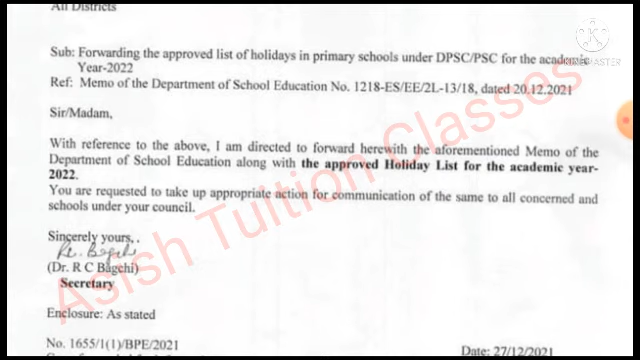 All Districts
Sub: Forwarding the approved list of holidays in primary schools under DPSC/PSC for the academic
Year-2022
Ref: Memo of the Department of School Education No. 1218-ES/EE/2L-13/18, dated 20.12.2021
Sir/Madam,
With reference to the above, I am directed to forward herewith the aforementioned Memo of the
Department of School Education along with the approved Holiday List for the academic year-
2022.
You are requested to take up appropriate action for communication of the same to all concerned and
schools under your council.
Sincerely yours,
(Dr. R C Bagchi)
Secretary
Enclosure: As stated
No. 1655/1(1)/BPE/2021
Date: 27/12/2021
Asish Tuition Classes
KINEMASTER